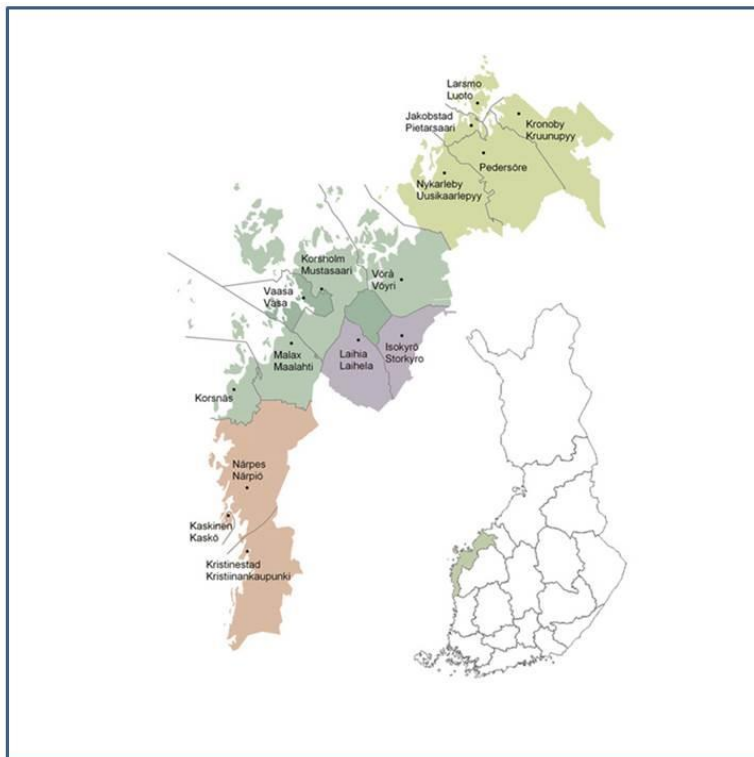 Larsmo
Luoto
Jakobstad
Pietarsaari
Kronoby
Kruunupyy
Pedersöre
Nykarleby
Uusikaarlepyy
Korsholm
Mustasaari
Vörå
Vöyri
Vaasa
Vasa
Isokyrö
Storkyro
Malax
Maalahti
Laihia
Laihela
Korsnäs
Närpes
Närpiö
Kaskinen
Kaskö
Kristinestad
Kristiinankaupunki